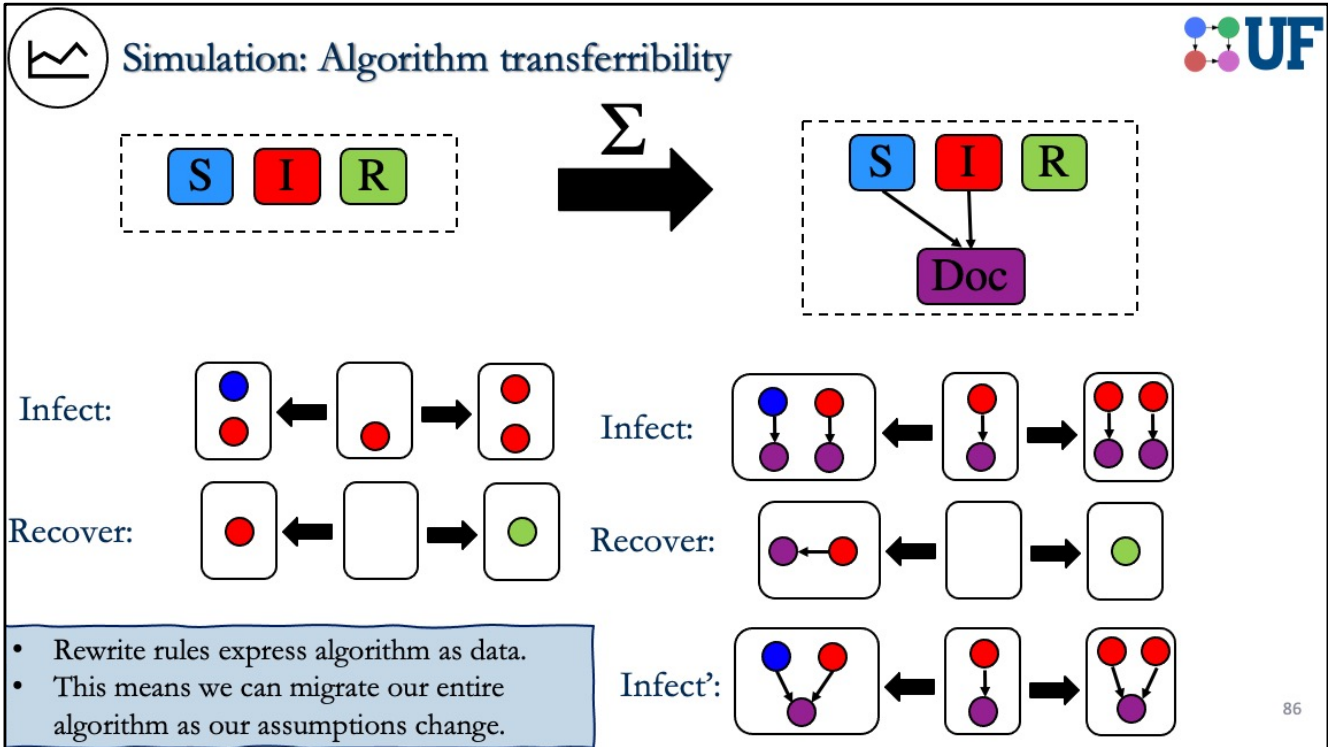 Simulation: Algorithm transferribility
UF
Σ
S I R
S I R
Doc
Infect:
Recover:
Infect:
Recover:
Infect’:
• Rewrite rules express algorithm as data.
• This means we can migrate our entire
algorithm as our assumptions change.
86